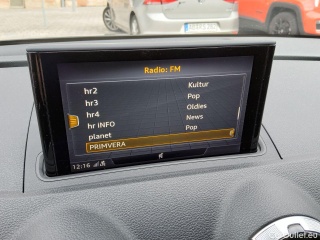 Radio: FM
hr2 Kultur
hr3 Pop
hr4 Oldies
hr INFO News
planet Pop
PRIMVERA
12:16